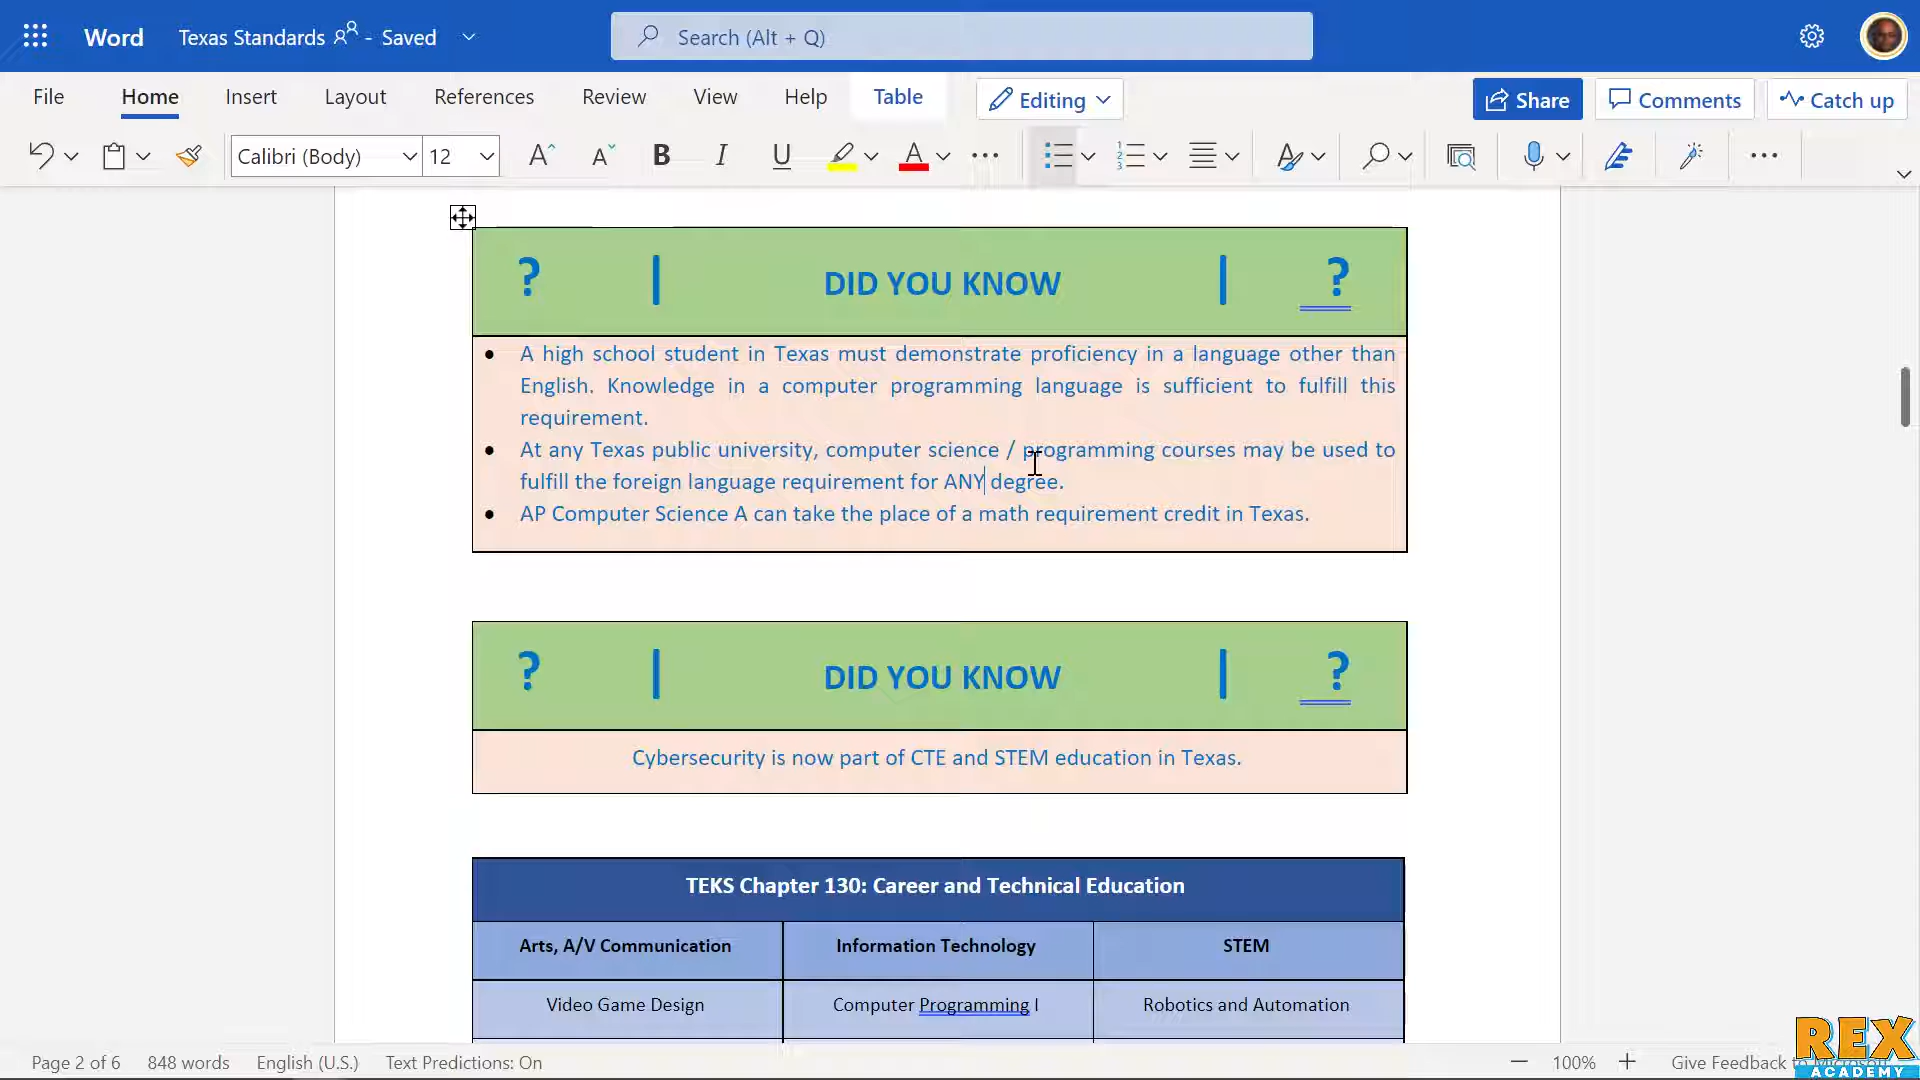 Word Texas Standards - Saved Search (Alt + Q)
File Home Insert Layout References Review View Help Table Editing Share Comments Catch up
Calibri (Body) 12 A A B I U A
? | DID YOU KNOW | ?
• A high school student in Texas must demonstrate proficiency in a language other than
English. Knowledge in a computer programming language is sufficient to fulfill this
requirement.
• At any Texas public university, computer science / programming courses may be used to
fulfill the foreign language requirement for ANY degree.
• AP Computer Science A can take the place of a math requirement credit in Texas.
? | DID YOU KNOW | ?
Cybersecurity is now part of CTE and STEM education in Texas.
TEKS Chapter 130: Career and Technical Education
Arts, A/V Communication Information Technology STEM
Video Game Design Computer Programming I Robotics and Automation
Page 2 of 6 848 words English (U.S.) Text Predictions: On 100% Give Feedback to
REX
ACADEMY